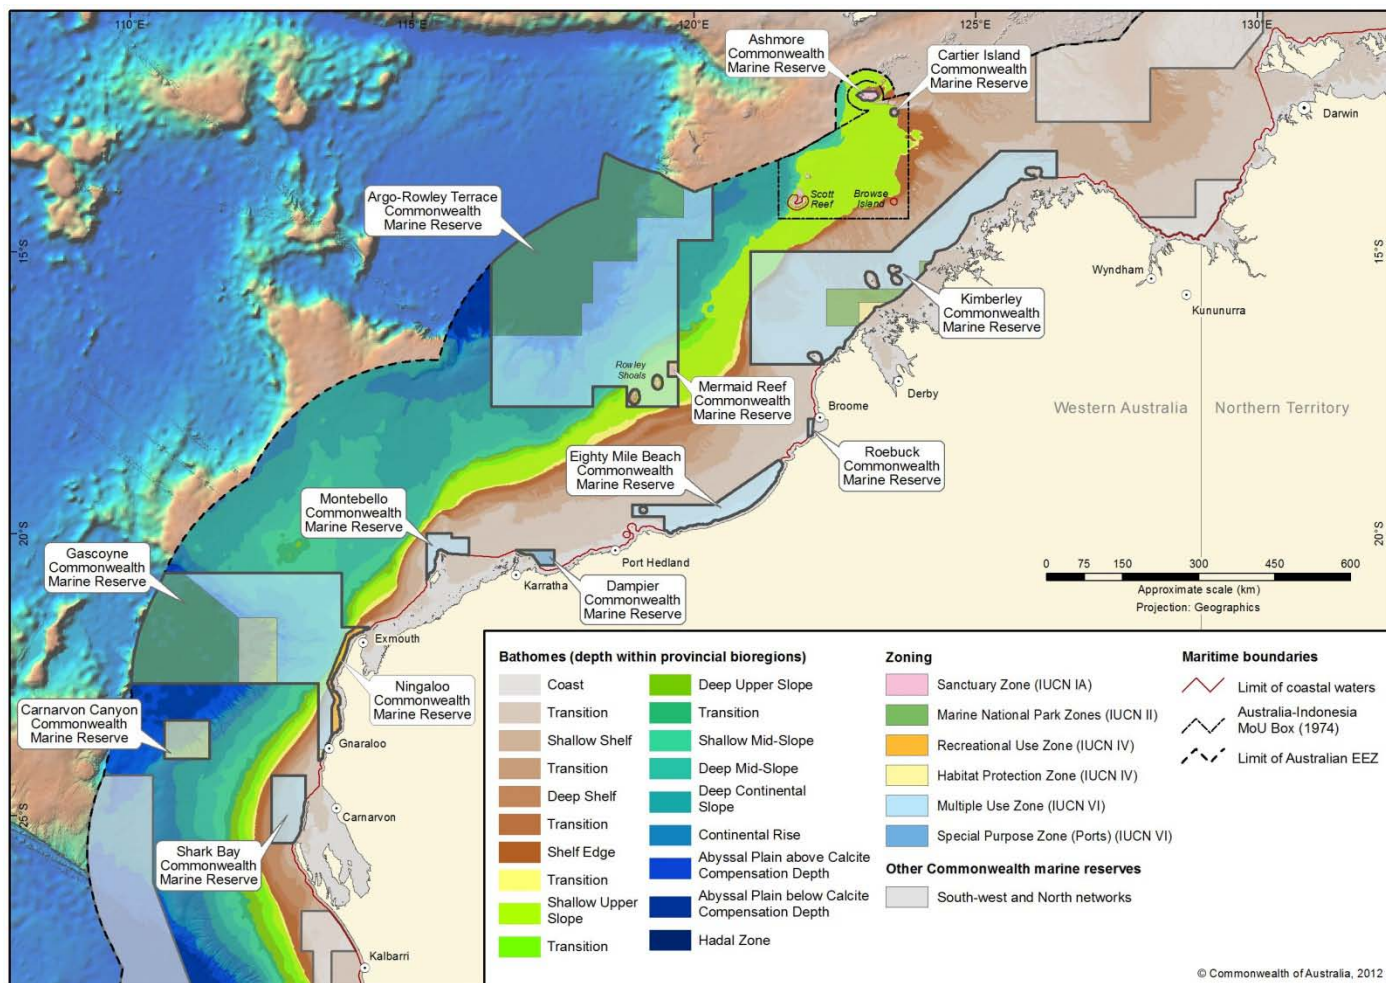 110°E
115°E
120°E
125°E
130°E
Ashmore
Commonwealth
Marine Reserve
Cartier Island
Commonwealth
Marine Reserve
Darwin
Argo-Rowley Terrace
Commonwealth
Marine Reserve
Scott
Reef
Browse
Island
15°S
15°S
Wyndham
Kununurra
Kimberley
Commonwealth
Marine Reserve
Rowley
Shoals
Mermaid Reef
Commonwealth
Marine Reserve
Derby
Broome
Western Australia
Northern Territory
Roebuck
Commonwealth
Marine Reserve
Eighty Mile Beach
Commonwealth
Marine Reserve
Montebello
Commonwealth
Marine Reserve
20°S
20°S
Gascoyne
Commonwealth
Marine Reserve
Port Hedland
Karratha
Dampier
Commonwealth
Marine Reserve
0 75 150 300 450 600
Approximate scale (km)
Projection: Geographics
Exmouth
Ningaloo
Commonwealth
Marine Reserve
Carnarvon Canyon
Commonwealth
Marine Reserve
Gnaraloo
25°S
Carnarvon
Shark Bay
Commonwealth
Marine Reserve
Kalbarri
110°E
115°E
120°E
125°E
130°E
Bathomes (depth within provincial bioregions)
Coast
Transition
Shallow Shelf
Transition
Deep Shelf
Transition
Shelf Edge
Transition
Shallow Upper
Slope
Transition
Deep Upper Slope
Transition
Shallow Mid-Slope
Deep Mid-Slope
Deep Continental
Slope
Continental Rise
Abyssal Plain above Calcite
Compensation Depth
Abyssal Plain below Calcite
Compensation Depth
Hadal Zone
Zoning
Sanctuary Zone (IUCN IA)
Marine National Park Zones (IUCN II)
Recreational Use Zone (IUCN IV)
Habitat Protection Zone (IUCN IV)
Multiple Use Zone (IUCN VI)
Special Purpose Zone (Ports) (IUCN VI)
Other Commonwealth marine reserves
South-west and North networks
Maritime boundaries
Limit of coastal waters
Australia-Indonesia
MoU Box (1974)
Limit of Australian EEZ
© Commonwealth of Australia, 2012